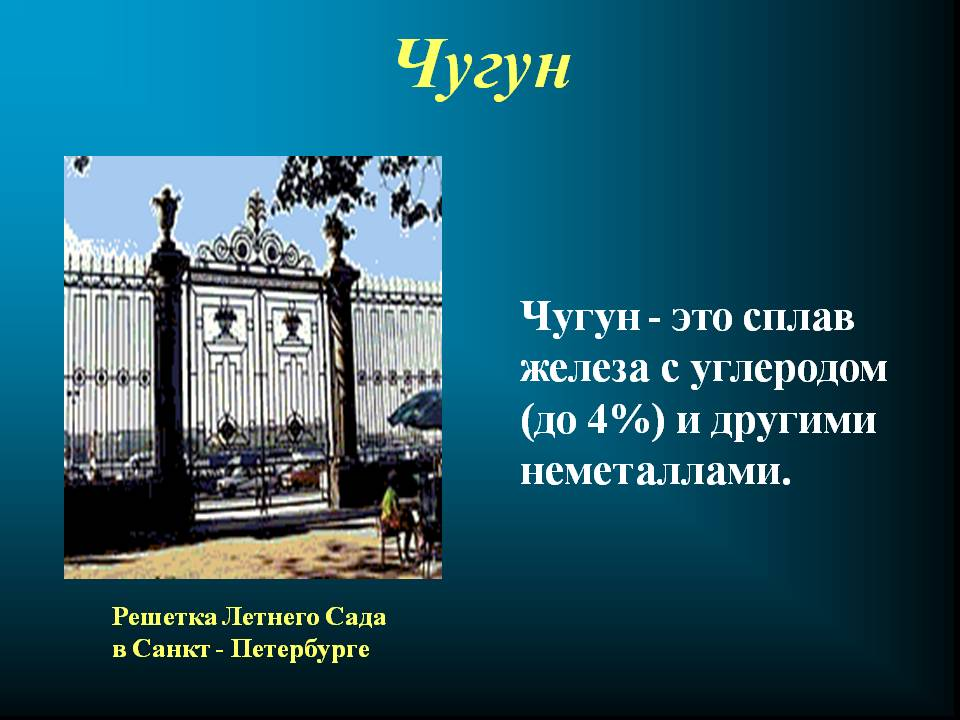 Чугун
Чугун - это сплав
железа с углеродом
(до 4%) и другими
неметаллами.
Решетка Летнего Сада
в Санкт - Петербурге